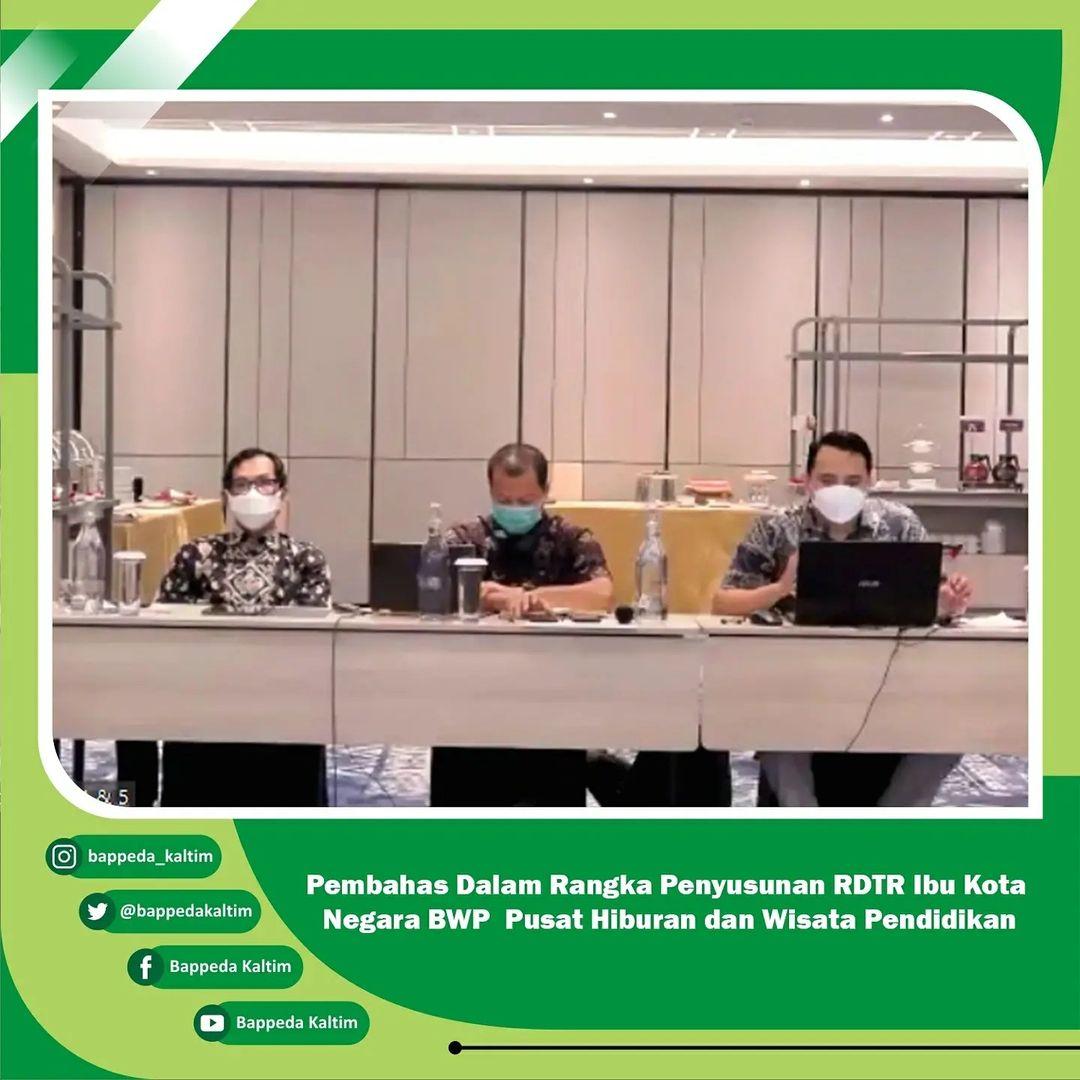 & 5
bappeda_kaltim
@bappedakaltim
Bappeda Kaltim
Bappeda Kaltim
Pembahas Dalam Rangka Penyusunan RDTR Ibu Kota
Negara BWP  Pusat Hiburan dan Wisata Pendidikan